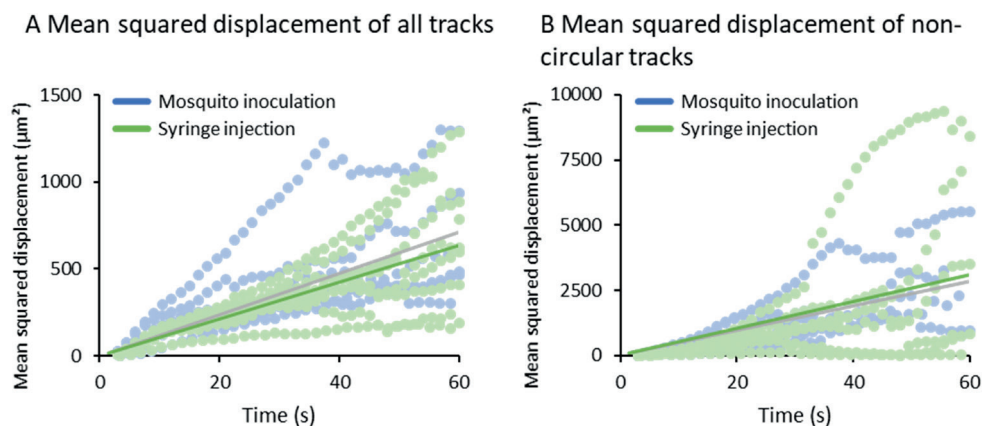 A Mean squared displacement of all tracks
Mean squared displacement (µm²)
1500
1000
500
0
Mosquito inoculation
Syringe injection
0 20 40 60
Time (s)
B Mean squared displacement of non-
circular tracks
Mean squared displacement (µm²)
10000
7500
5000
2500
0
Mosquito inoculation
Syringe injection
0 20 40 60
Time (s)